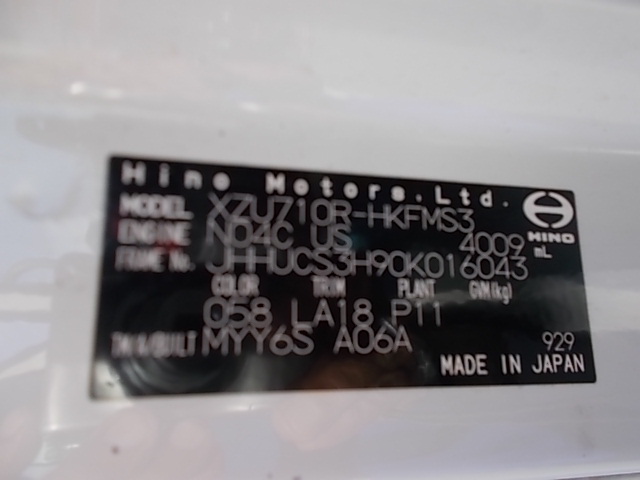 Hino Motors, Ltd.
MODEL XZU710R-HKFMS3
HINO
ENGINE N04C US 4009 mL
FRAME No. JHHUCS3H90K016043
COLOR TRIM PLANT GVM(kg)
058 LA18 P11
T/M & BUILT MYY6S A06A 929
MADE IN JAPAN